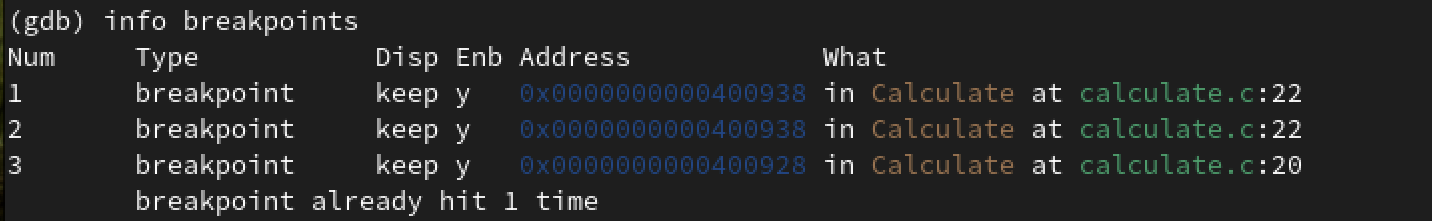 (gdb) info breakpoints
Num     Type           Disp Enb Address            What
1       breakpoint     keep y   0x0000000000400938 in Calculate at calculate.c:22
2       breakpoint     keep y   0x0000000000400938 in Calculate at calculate.c:22
3       breakpoint     keep y   0x0000000000400928 in Calculate at calculate.c:20
        breakpoint already hit 1 time